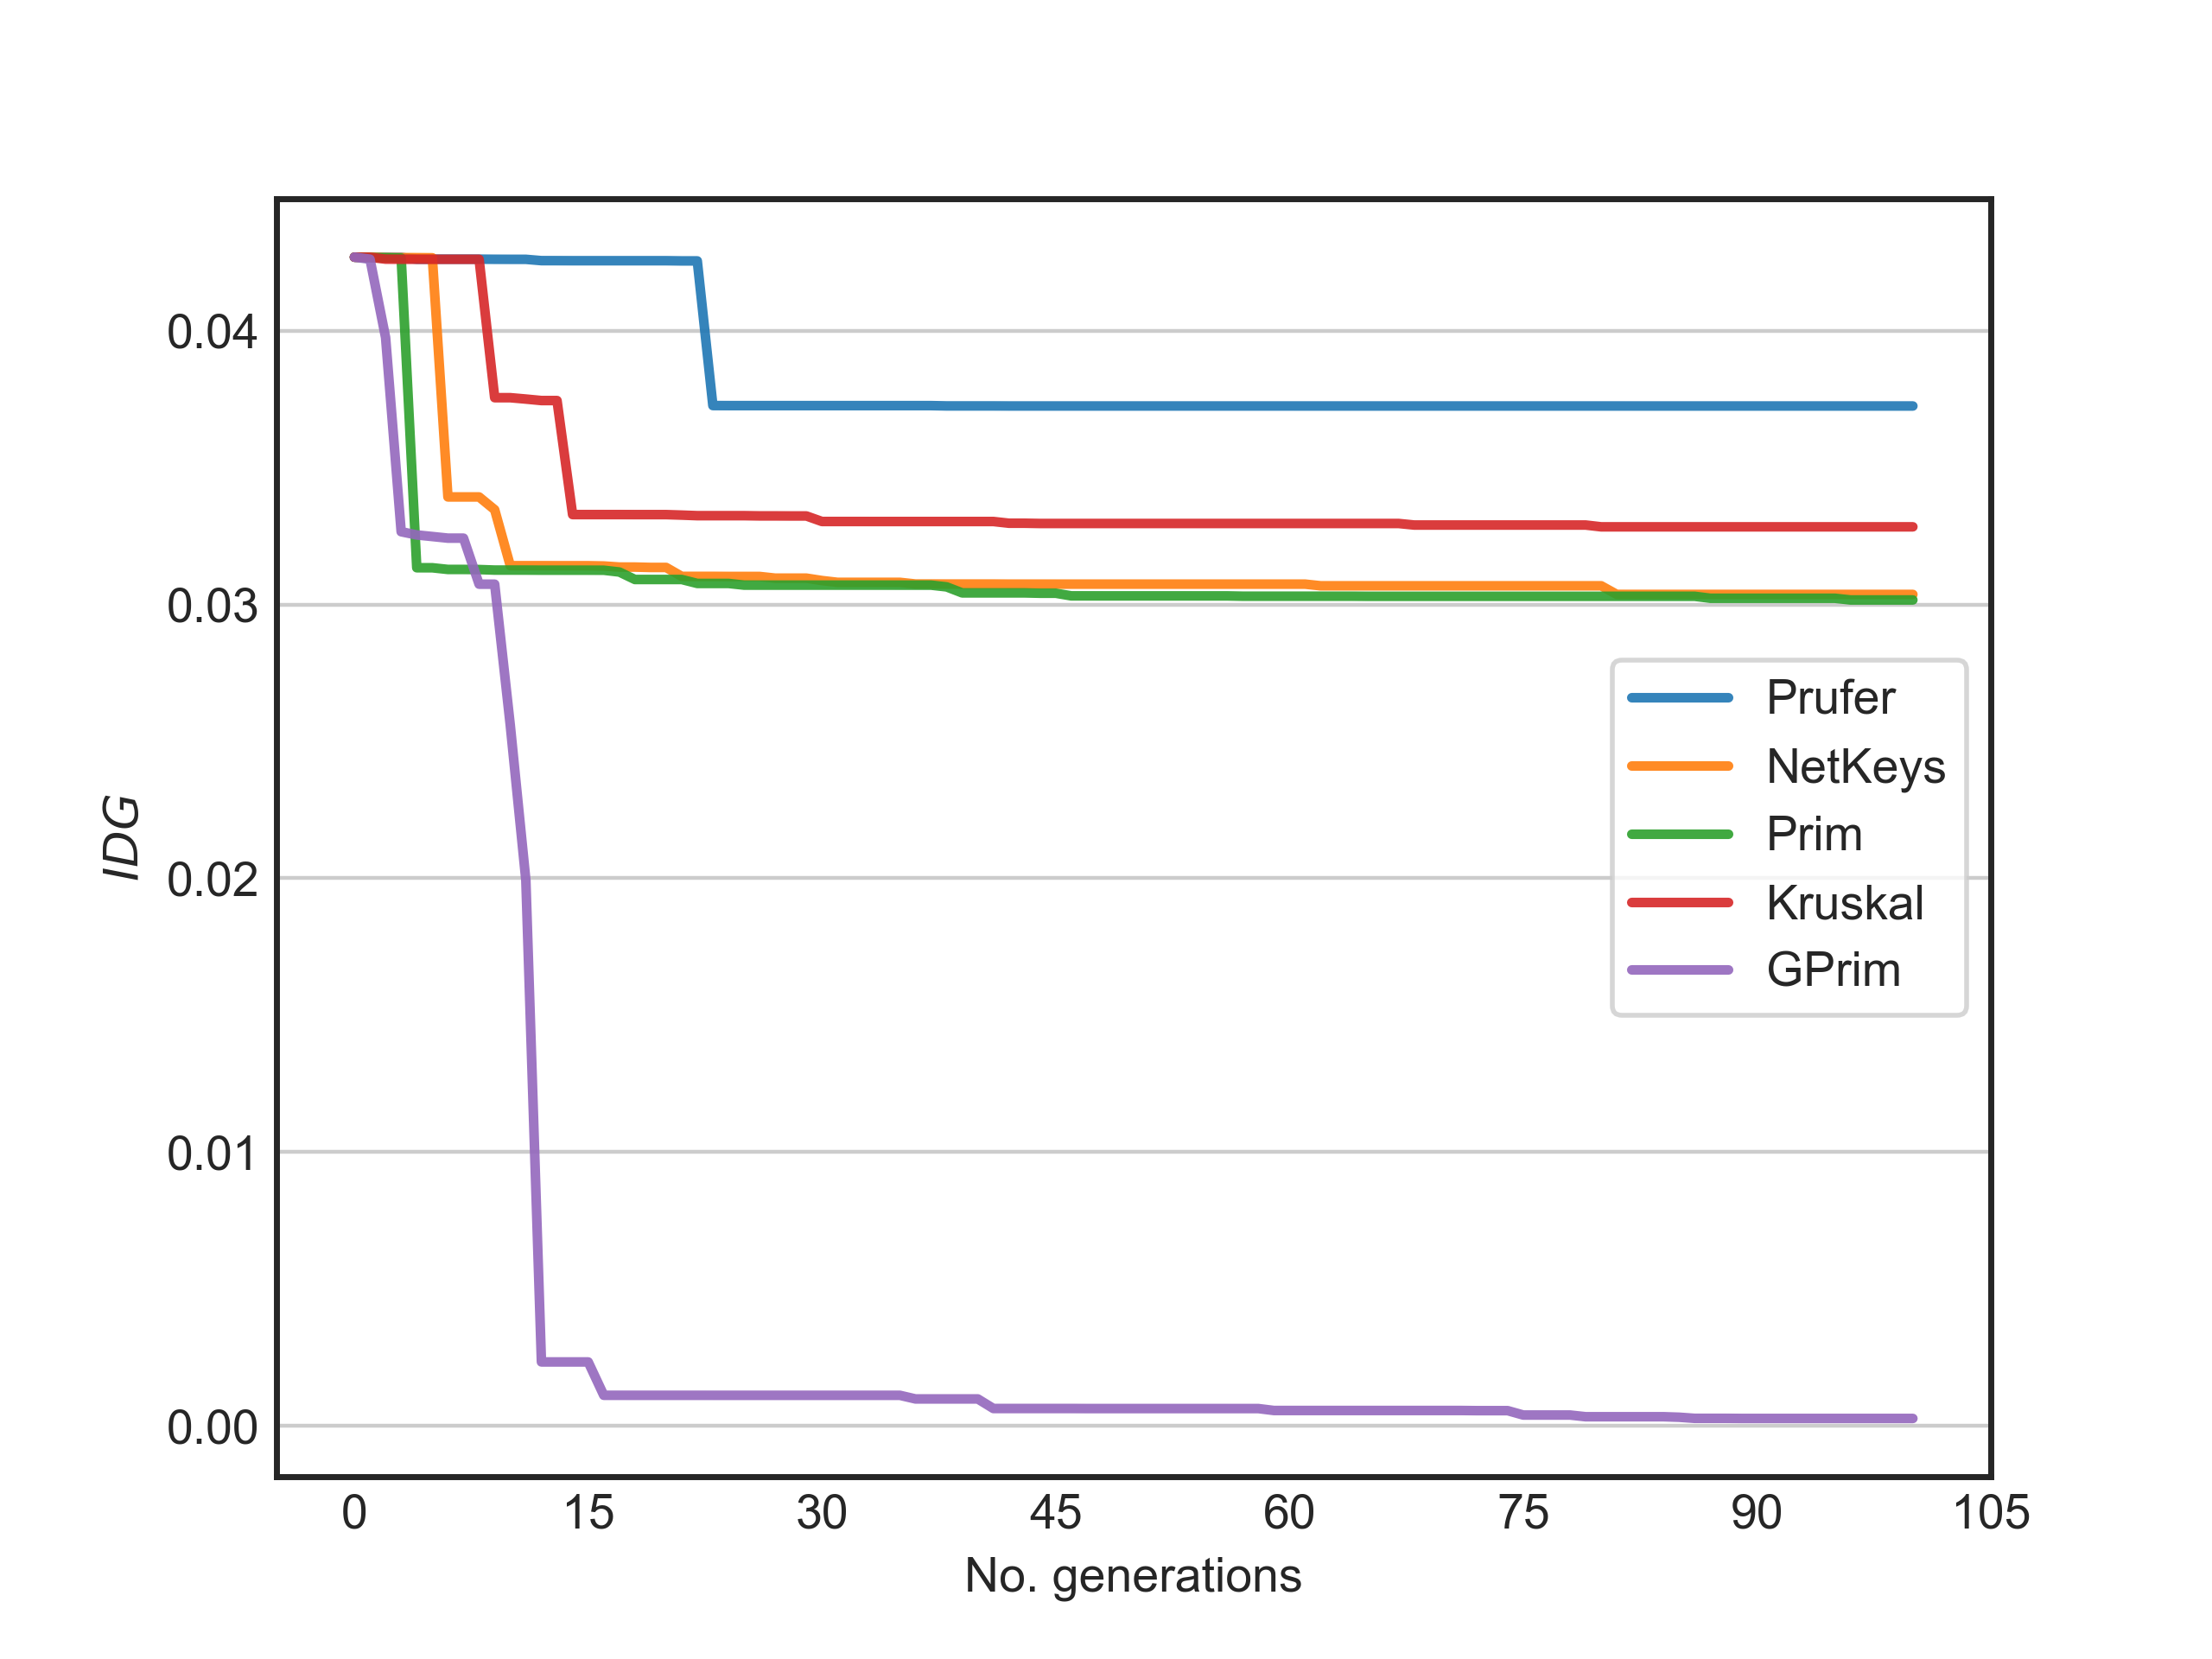 0.04
0.03
0.02
0.01
0.00
IDG
0 15 30 45 60 75 90 105
No. generations
Prufer
NetKeys
Prim
Kruskal
GPrim